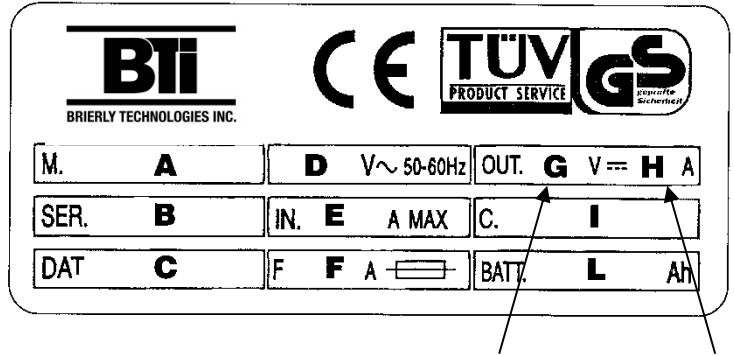 BTi
BRIERLY TECHNOLOGIES INC.
CE
TÜV
PRODUCT SERVICE
GS
geprüfte
Sicherheit
M. A
D V~ 50-60Hz
OUT. G V⎓ H A
SER. B
IN. E A MAX
C. I
DAT C
F F A
BATT. L Ah